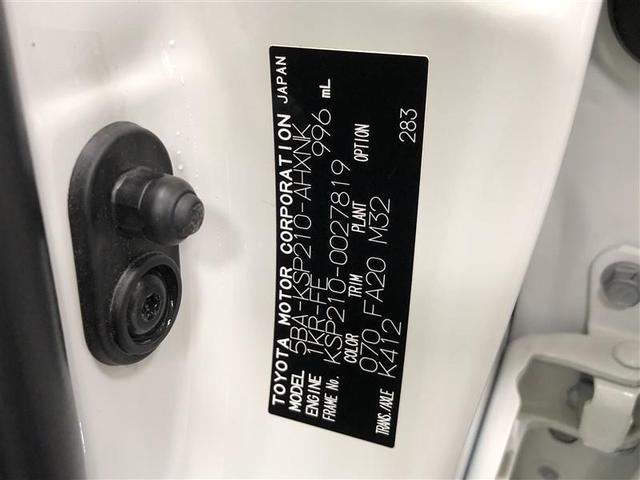 TOYOTA MOTOR CORPORATION JAPAN
MODEL 5BA-KSP210-AHXNK
ENGINE 1KR-FE 996 mL
FRAME No. KSP210-0027819
COLOR TRIM PLANT OPTION
070 FA20 M32
TRANS./AXLE K412 283